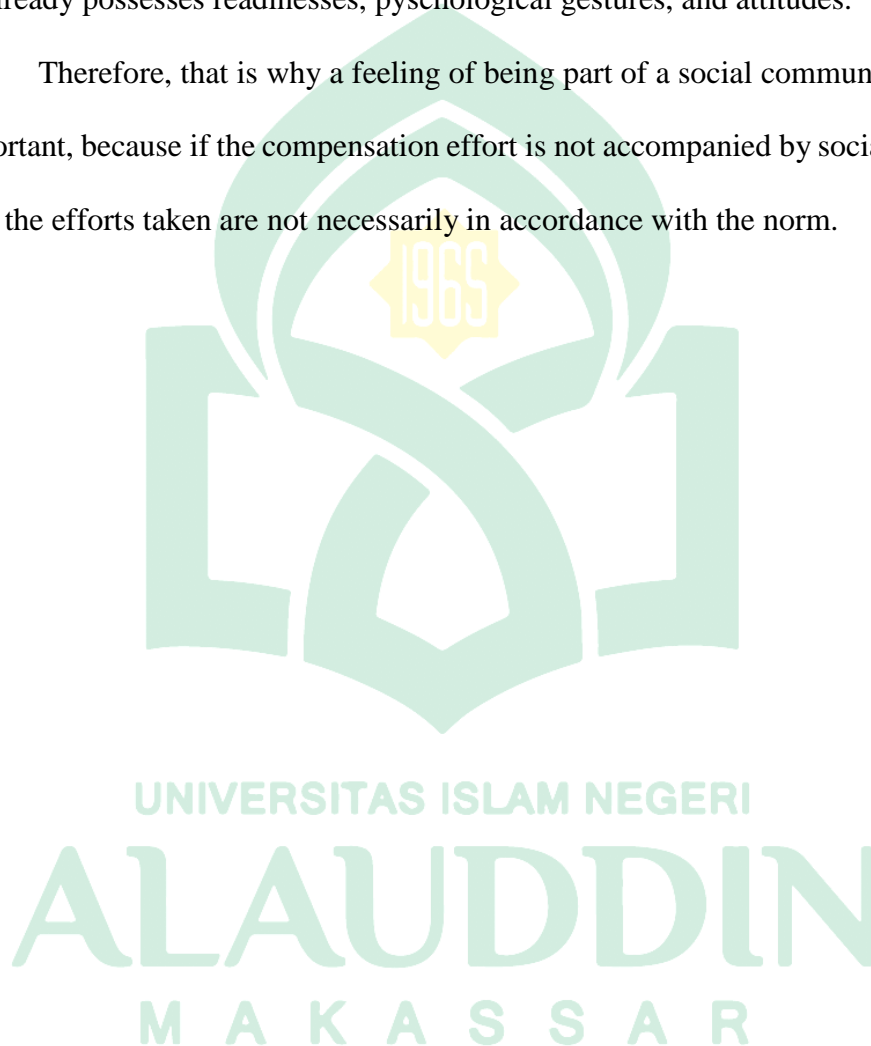 already possesses readinesses, pyschological gestures, and attitudes.
Therefore, that is why a feeling of being part of a social commun
ortant, because if the compensation effort is not accompanied by socia
the efforts taken are not necessarily in accordance with the norm.
1965
UNIVERSITAS ISLAM NEGERI
ALAUDDIN
MAKASSAR